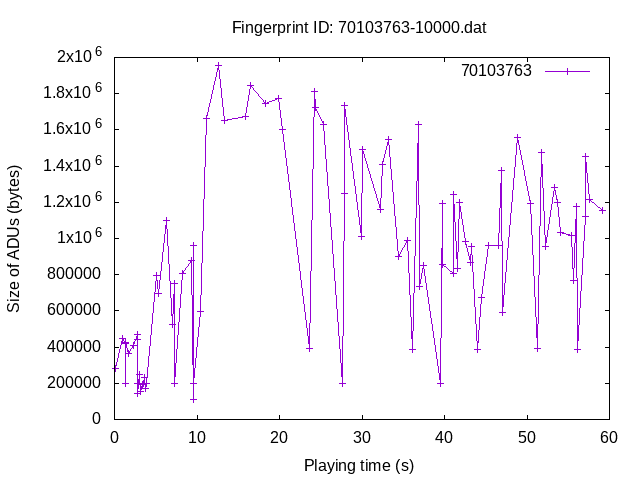 Fingerprint ID: 70103763-10000.dat
70103763
2x10^6
1.8x10^6
1.6x10^6
1.4x10^6
1.2x10^6
1x10^6
800000
600000
400000
200000
0
Size of ADUs (bytes)
0 10 20 30 40 50 60
Playing time (s)